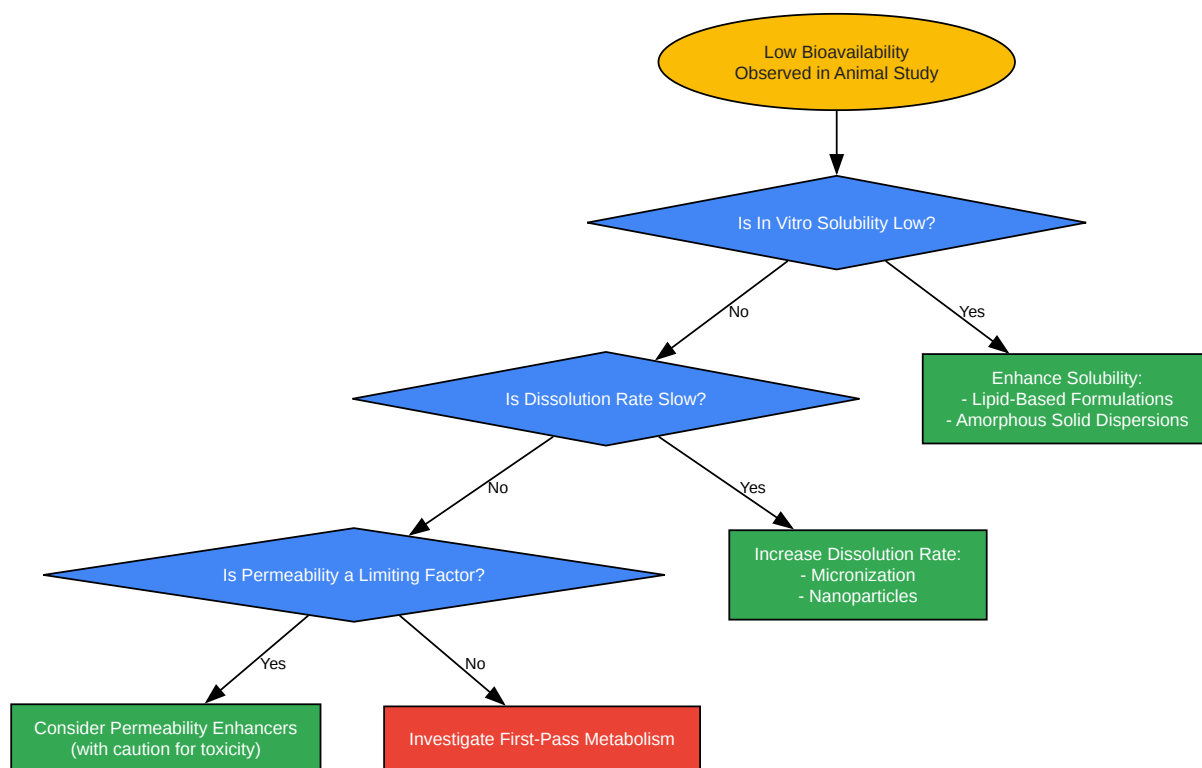 Low Bioavailability
Observed in Animal Study
Is In Vitro Solubility Low?
No
Yes
Is Dissolution Rate Slow?
Enhance Solubility:
- Lipid-Based Formulations
- Amorphous Solid Dispersions
No
Yes
Is Permeability a Limiting Factor?
Increase Dissolution Rate:
- Micronization
- Nanoparticles
Yes
No
Consider Permeability Enhancers
(with caution for toxicity)
Investigate First-Pass Metabolism